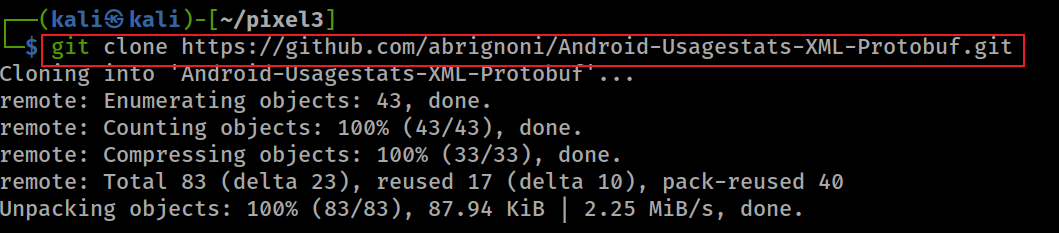 ┌──(kali㉿kali)-[~/pixel3]
└─$ git clone https://github.com/abrignoni/Android-Usagestats-XML-Protobuf.git
Cloning into 'Android-Usagestats-XML-Protobuf'...
remote: Enumerating objects: 43, done.
remote: Counting objects: 100% (43/43), done.
remote: Compressing objects: 100% (33/33), done.
remote: Total 83 (delta 23), reused 17 (delta 10), pack-reused 40
Unpacking objects: 100% (83/83), 87.94 KiB | 2.25 MiB/s, done.